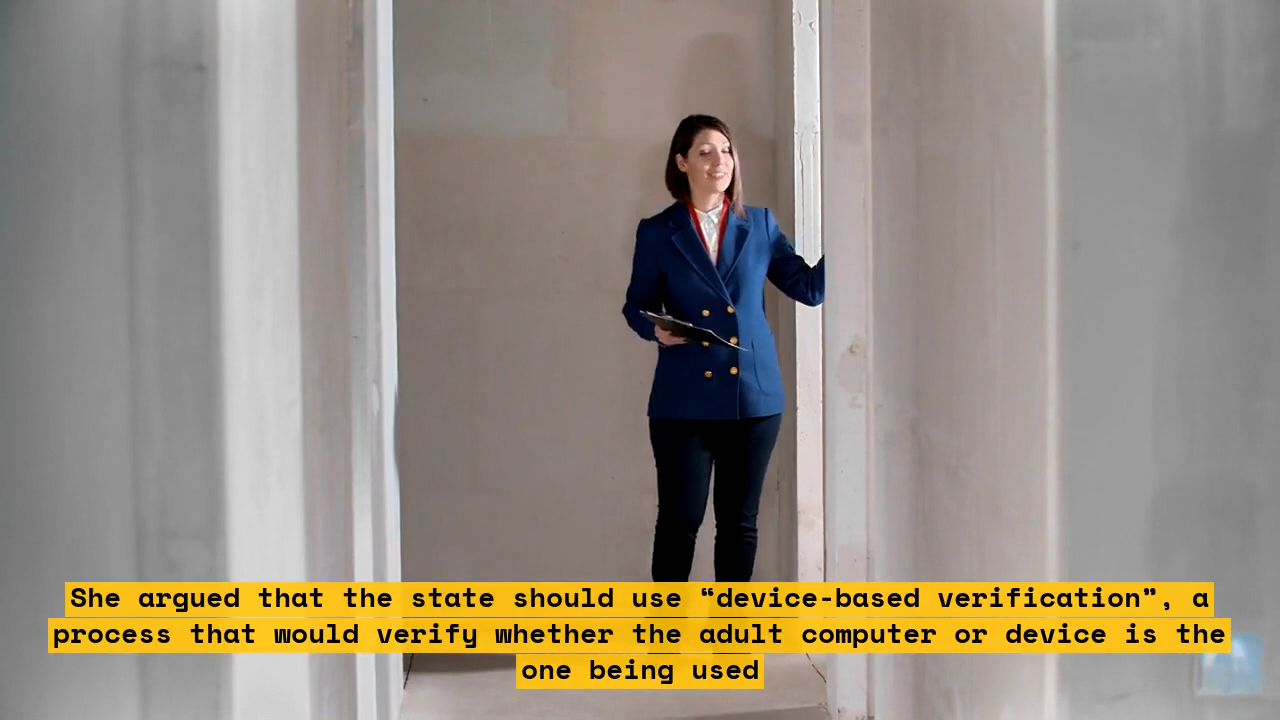 She argued that the state should use “device-based verification”, a
process that would verify whether the adult computer or device is the
one being used